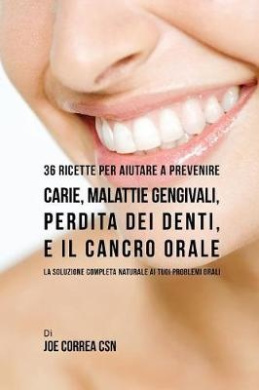 36 RICETTE PER AIUTARE A PREVENIRE
CARIE, MALATTIE GENGIVALI,
PERDITA DEI DENTI,
E IL CANCRO ORALE
LA SOLUZIONE COMPLETA NATURALE AI TUOI PROBLEMI ORALI
Di
JOE CORREA CSN